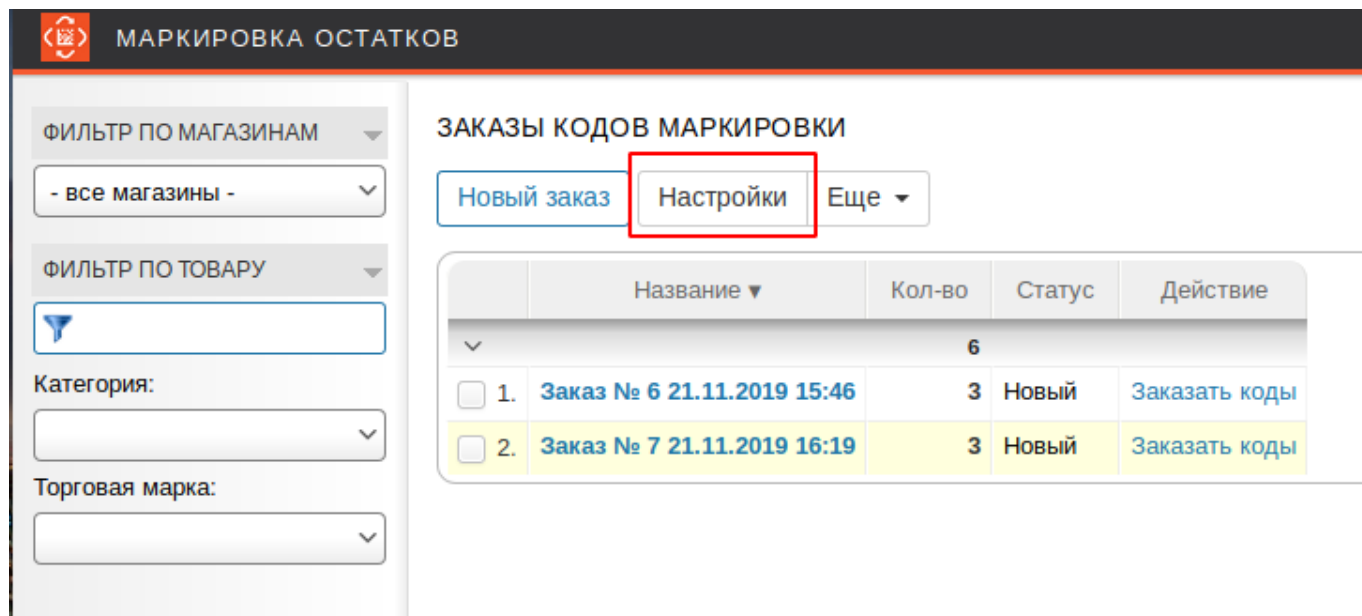 МАРКИРОВКА ОСТАТКОВ
ФИЛЬТР ПО МАГАЗИНАМ
- все магазины -
ФИЛЬТР ПО ТОВАРУ
Категория:
Торговая марка:
ЗАКАЗЫ КОДОВ МАРКИРОВКИ
Новый заказ Настройки Еще
Название Кол-во Статус Действие
6
1. Заказ № 6 21.11.2019 15:46 3 Новый Заказать коды
2. Заказ № 7 21.11.2019 16:19 3 Новый Заказать коды